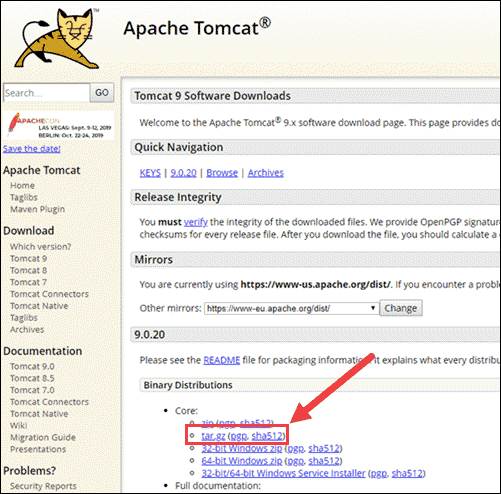 Apache Tomcat®
Search...
GO
APACHECON
LAS VEGAS: Sept. 9-12, 2019
BERLIN: Oct. 22-24, 2019
Save the date!
Apache Tomcat
Home
Taglibs
Maven Plugin
Download
Which version?
Tomcat 9
Tomcat 8
Tomcat 7
Tomcat Connectors
Tomcat Native
Taglibs
Archives
Documentation
Tomcat 9.0
Tomcat 8.5
Tomcat 7.0
Tomcat Connectors
Tomcat Native
Wiki
Migration Guide
Presentations
Problems?
Security Reports
Tomcat 9 Software Downloads
Welcome to the Apache Tomcat® 9.x software download page. This page provides do
Quick Navigation
KEYS | 9.0.20 | Browse | Archives
Release Integrity
You must verify the integrity of the downloaded files. We provide OpenPGP signature
checksums for every release file. After you download the file, you should calculate a c
Mirrors
You are currently using https://www-us.apache.org/dist/. If you encounter a proble
Other mirrors: https://www-eu.apache.org/dist/ Change
9.0.20
Please see the README file for packaging information. It explains what every distribu
Binary Distributions
Core:
zip (pgp, sha512)
tar.gz (pgp, sha512)
32-bit Windows zip (pgp, sha512)
64-bit Windows zip (pgp, sha512)
32-bit/64-bit Windows Service Installer (pgp, sha512)
Full documentation: